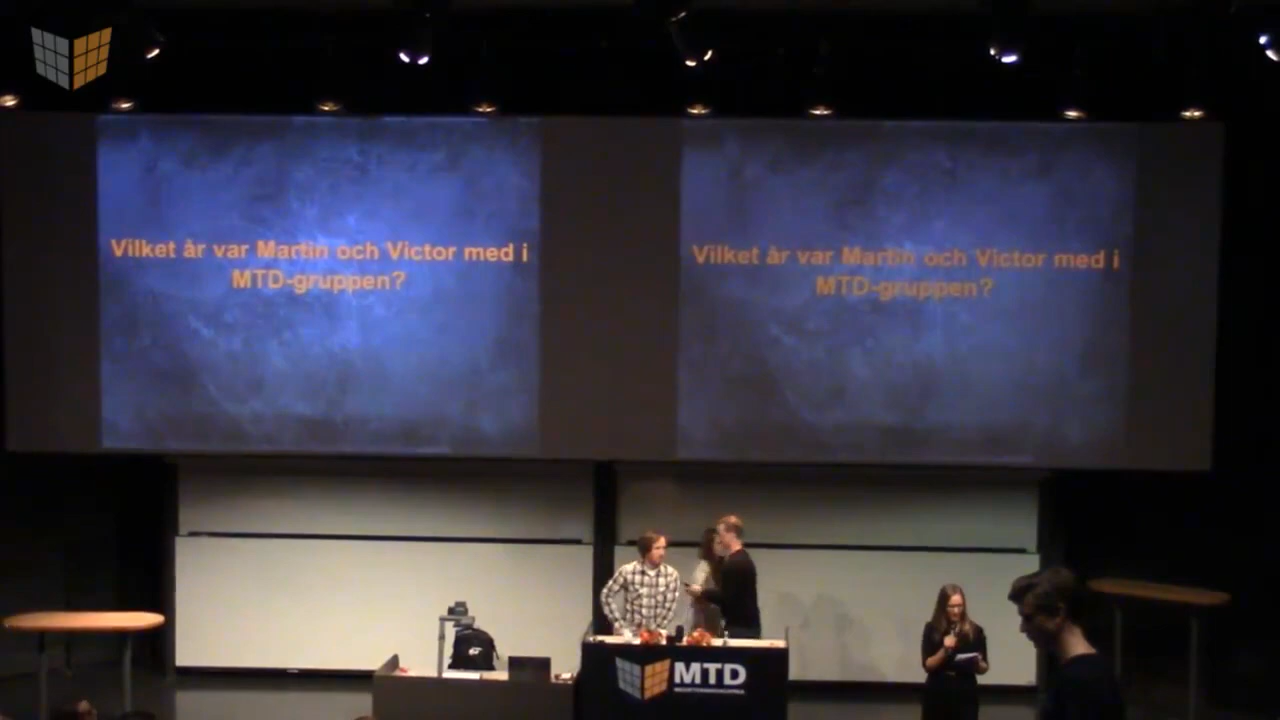 Vilket år var Martin och Victor med i
MTD-gruppen?
Vilket år var Martin och Victor med i
MTD-gruppen?
MTD